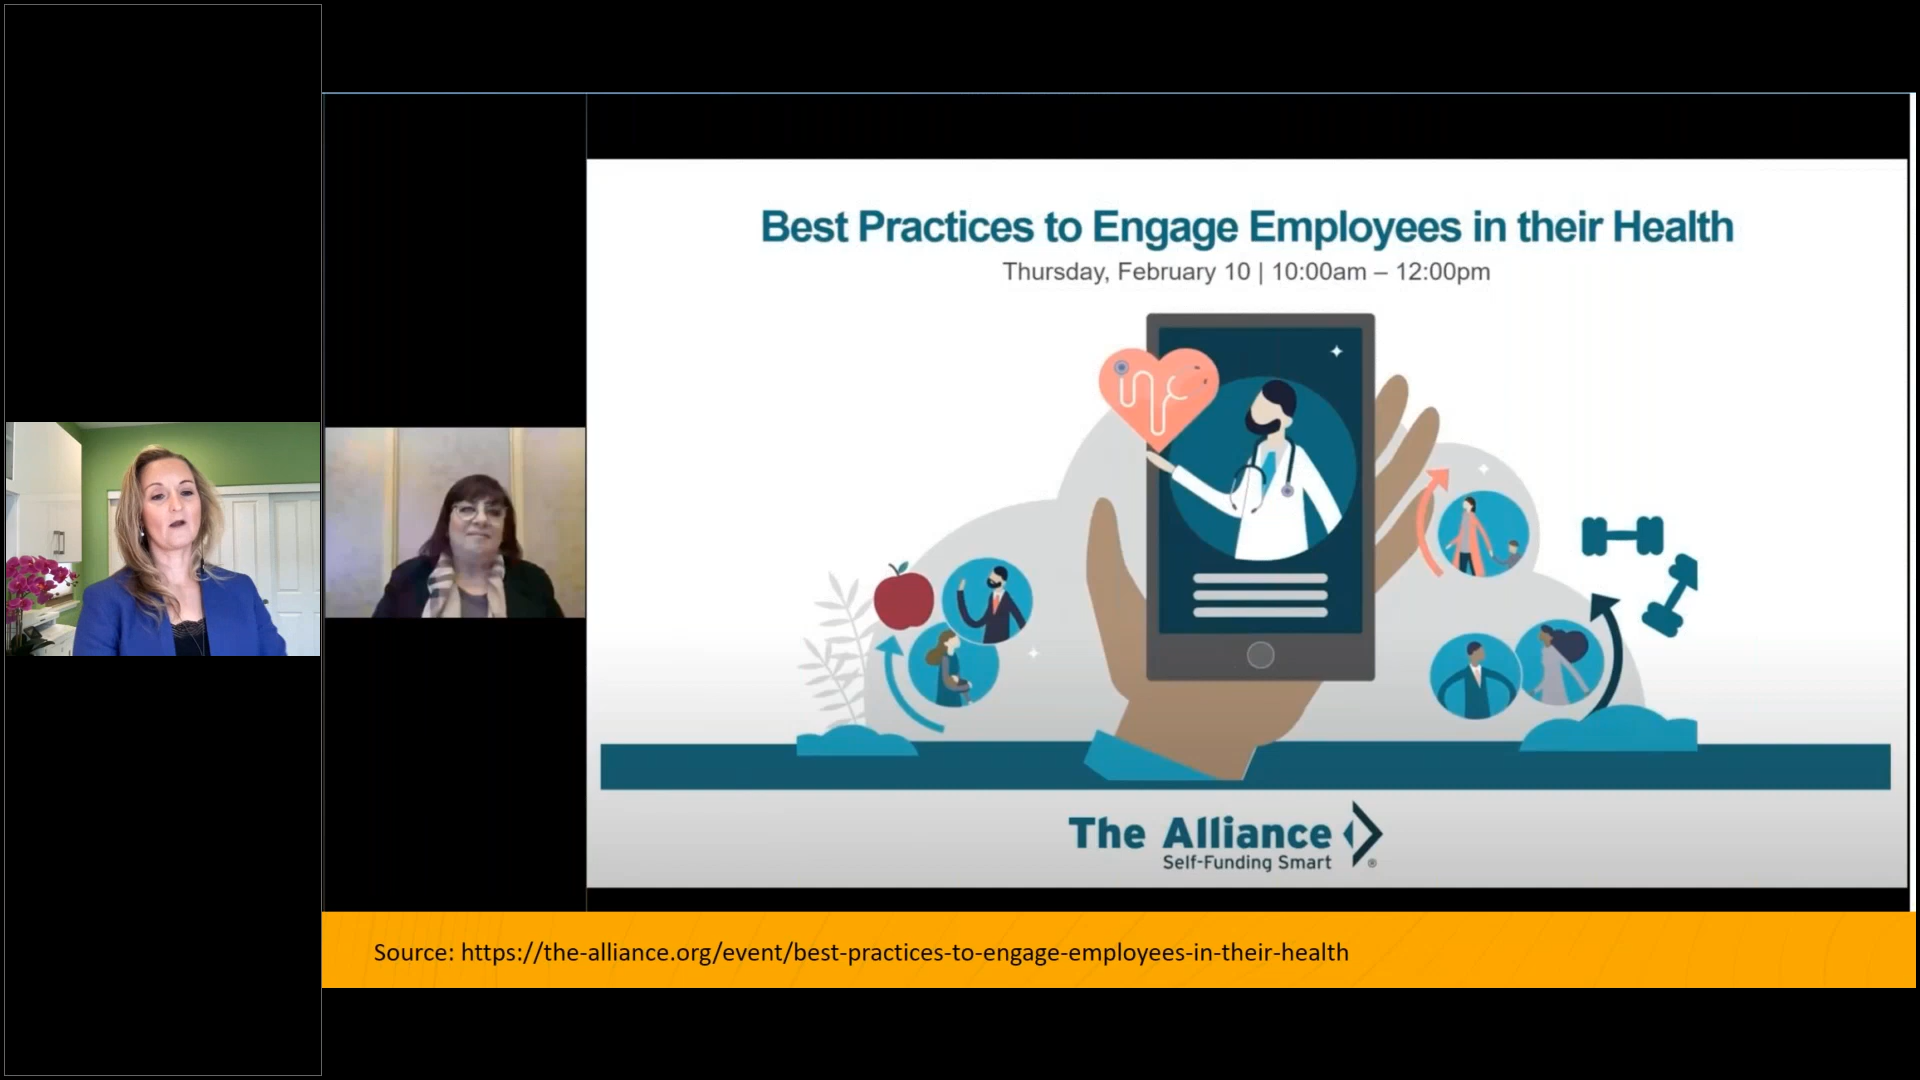 Best Practices to Engage Employees in their Health
Thursday, February 10 | 10:00am – 12:00pm
The Alliance
Self-Funding Smart
®
Source: https://the-alliance.org/event/best-practices-to-engage-employees-in-their-health